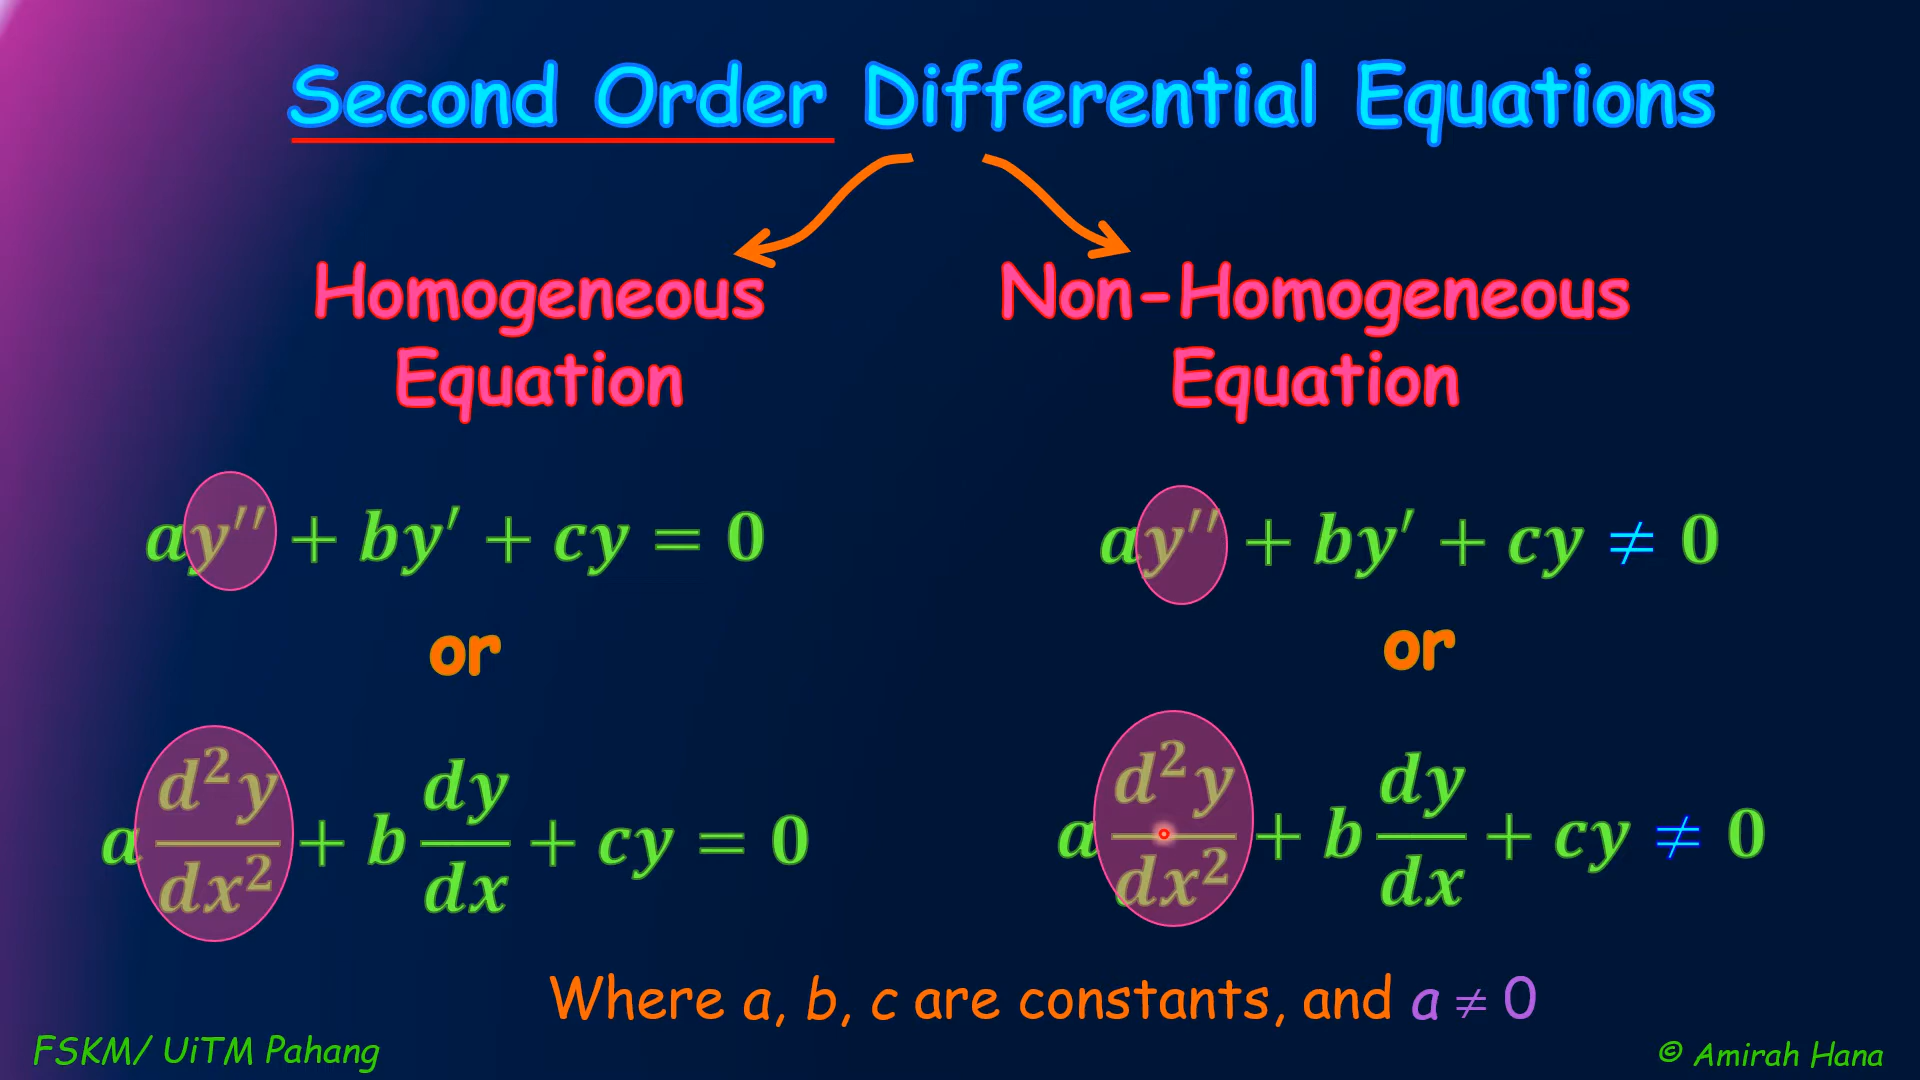 Second Order Differential Equations
Homogeneous
Equation
ay'' + by' + cy = 0
or
a d²y/dx² + b dy/dx + cy = 0
Non-Homogeneous
Equation
ay'' + by' + cy ≠ 0
or
a d²y/dx² + b dy/dx + cy ≠ 0
Where a, b, c are constants, and a ≠ 0
FSKM/ UiTM Pahang
© Amirah Hana